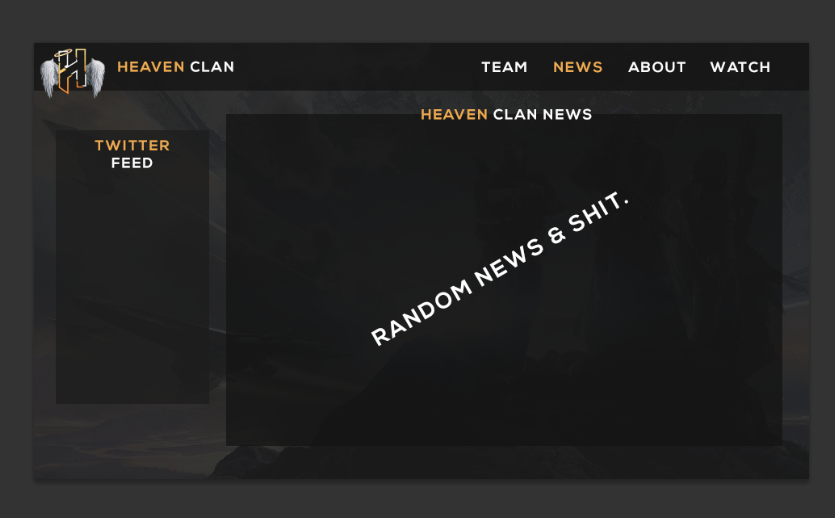 HEAVEN CLAN
TEAM NEWS ABOUT WATCH
HEAVEN CLAN NEWS
TWITTER
FEED
RANDOM NEWS & SHIT.